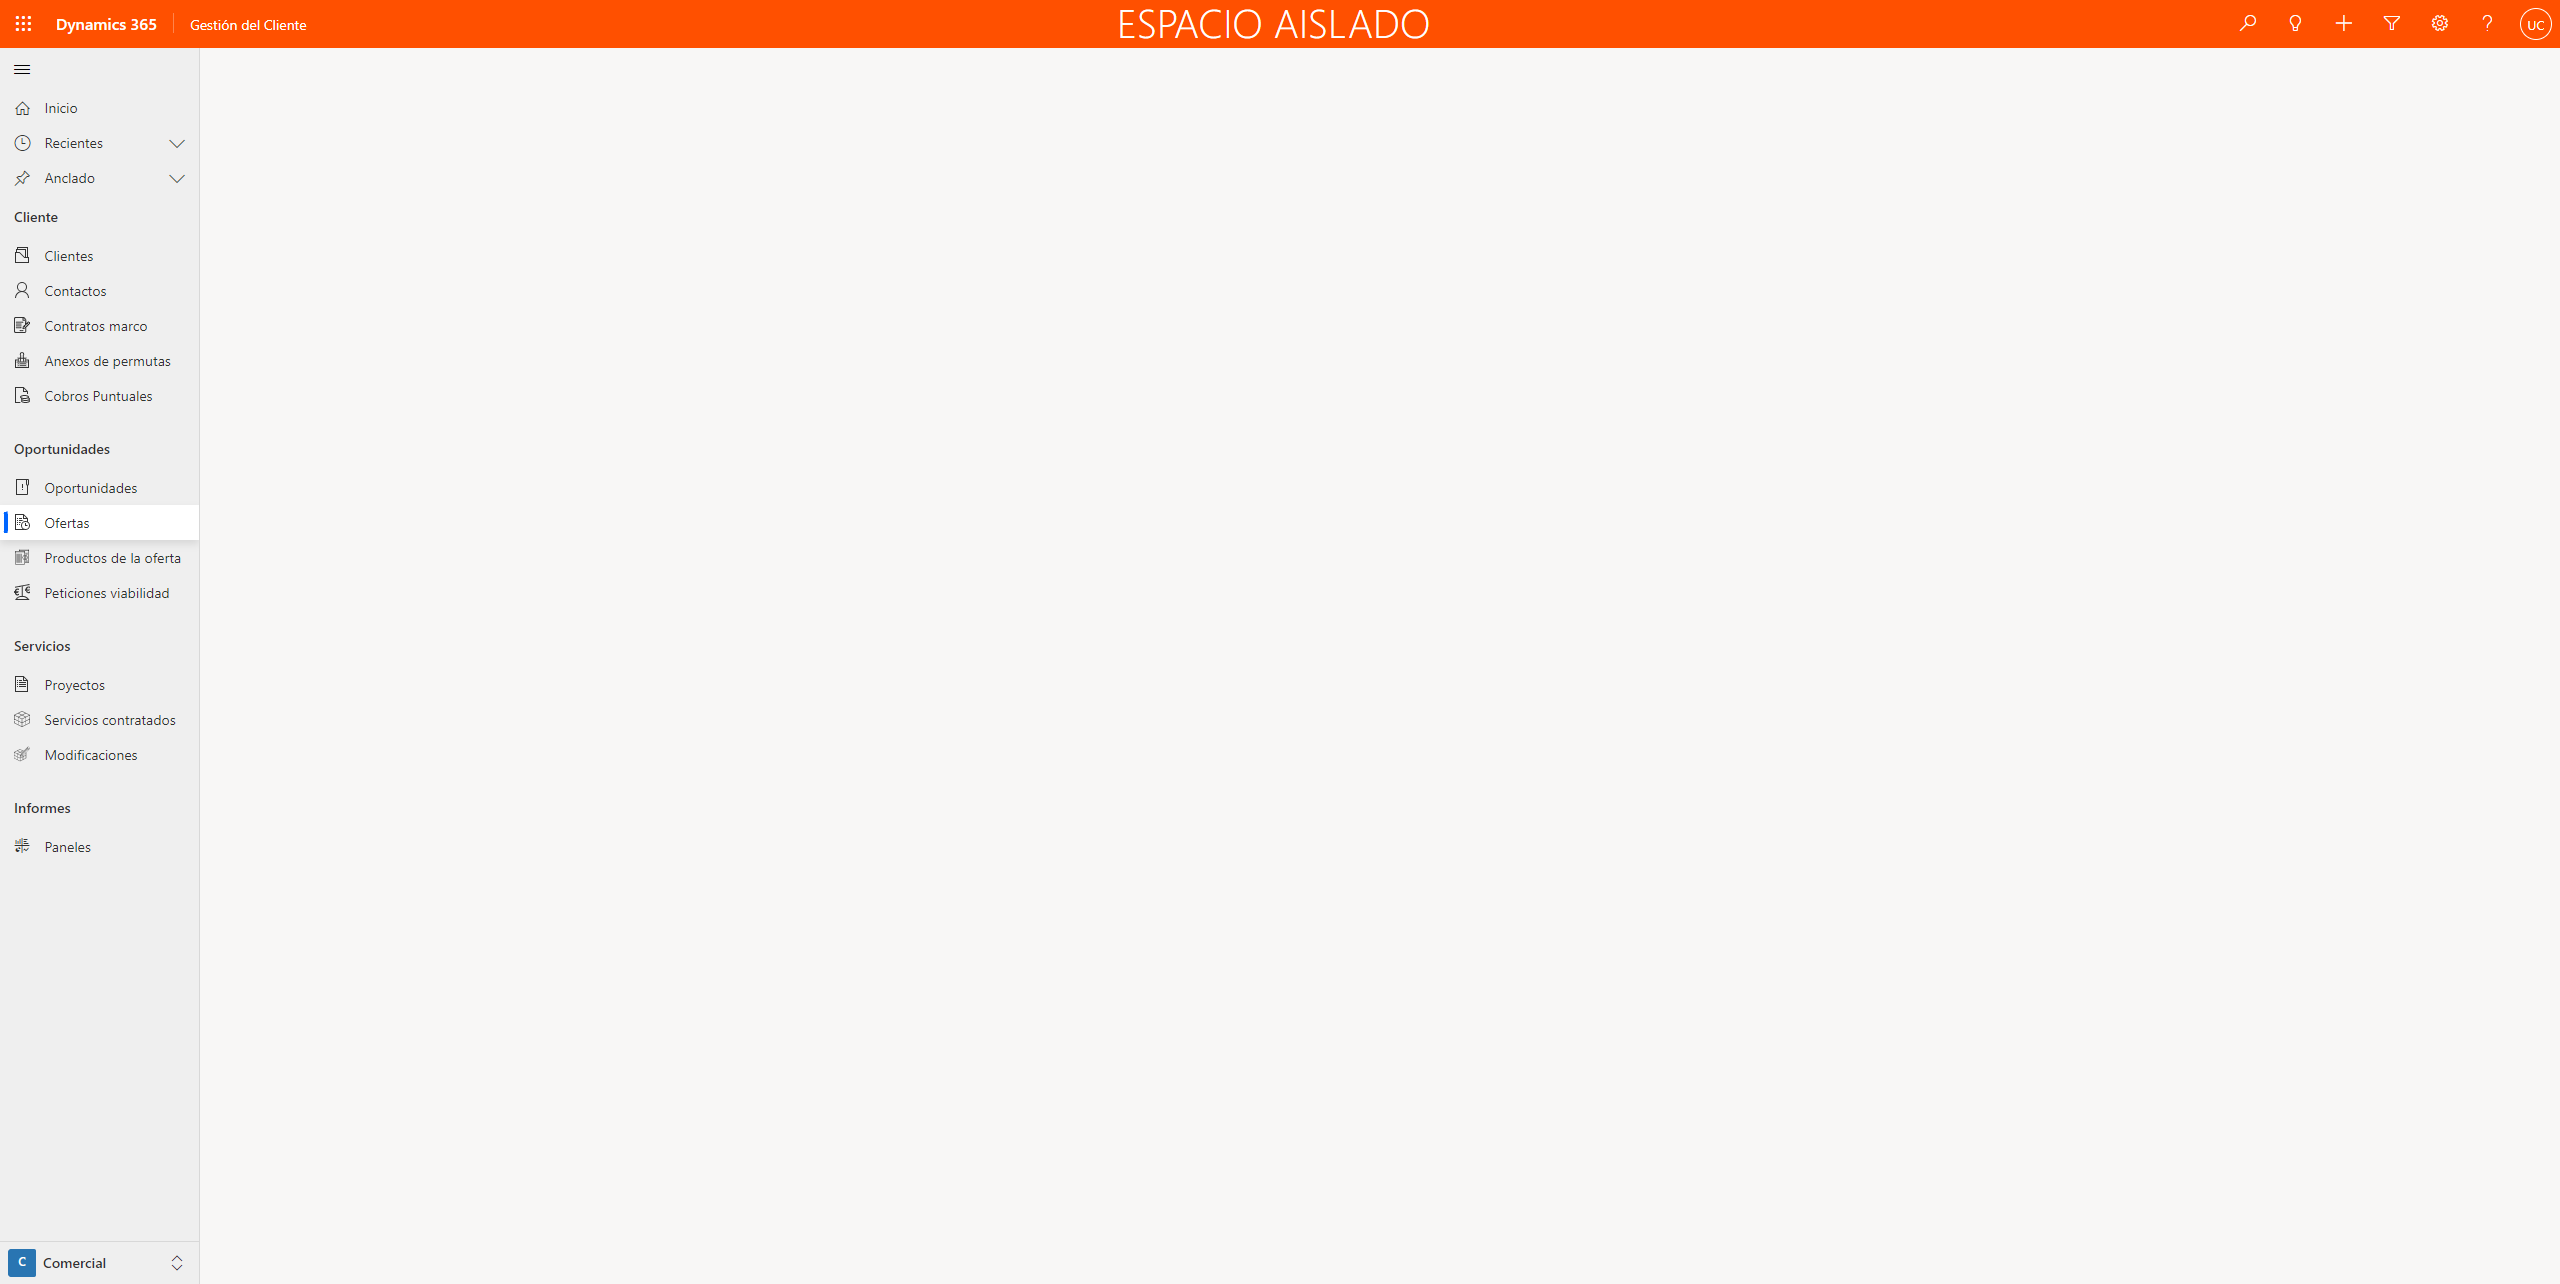 Dynamics 365
Gestión del Cliente
ESPACIO AISLADO
UC
Inicio
Recientes
Anclado
Cliente
Clientes
Contactos
Contratos marco
Anexos de permutas
Cobros Puntuales
Oportunidades
Oportunidades
Ofertas
Productos de la oferta
Peticiones viabilidad
Servicios
Proyectos
Servicios contratados
Modificaciones
Informes
Paneles
C Comercial